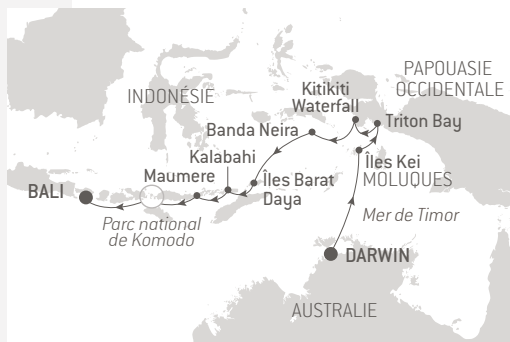 PAPOUASIE
OCCIDENTALE
INDONÉSIE
Kitikiti
Waterfall
Triton Bay
Banda Neira
Kalabahi
Îles Kei
MOLUQUES
Maumere
Îles Barat
Daya
BALI
Parc national
de Komodo
Mer de Timor
DARWIN
AUSTRALIE